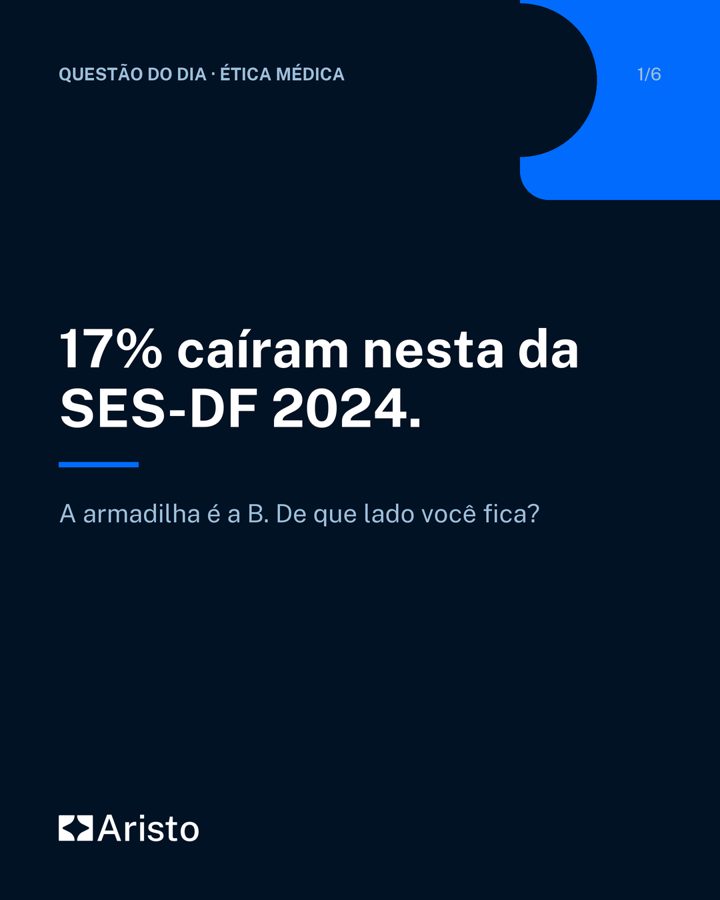 QUESTÃO DO DIA · ÉTICA MÉDICA
1/6
17% caíram nesta da
SES-DF 2024.
A armadilha é a B. De que lado você fica?
Aristo